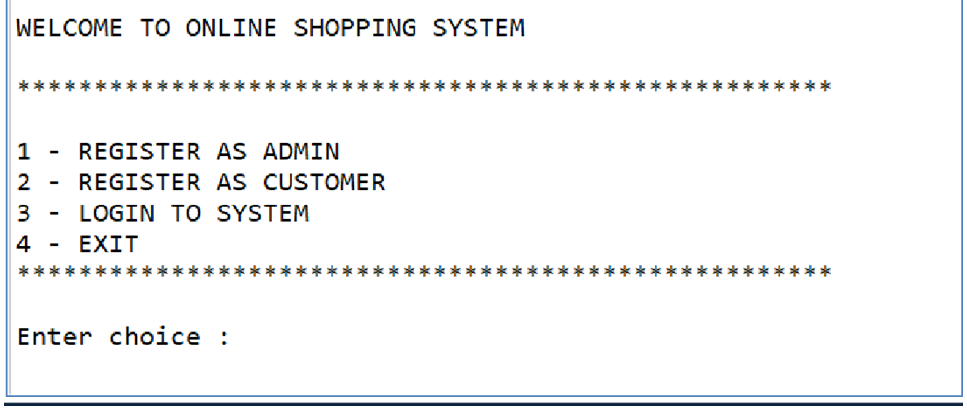 WELCOME TO ONLINE SHOPPING SYSTEM
*****************************************************
1 - REGISTER AS ADMIN
2 - REGISTER AS CUSTOMER
3 - LOGIN TO SYSTEM
4 - EXIT
*****************************************************
Enter choice :